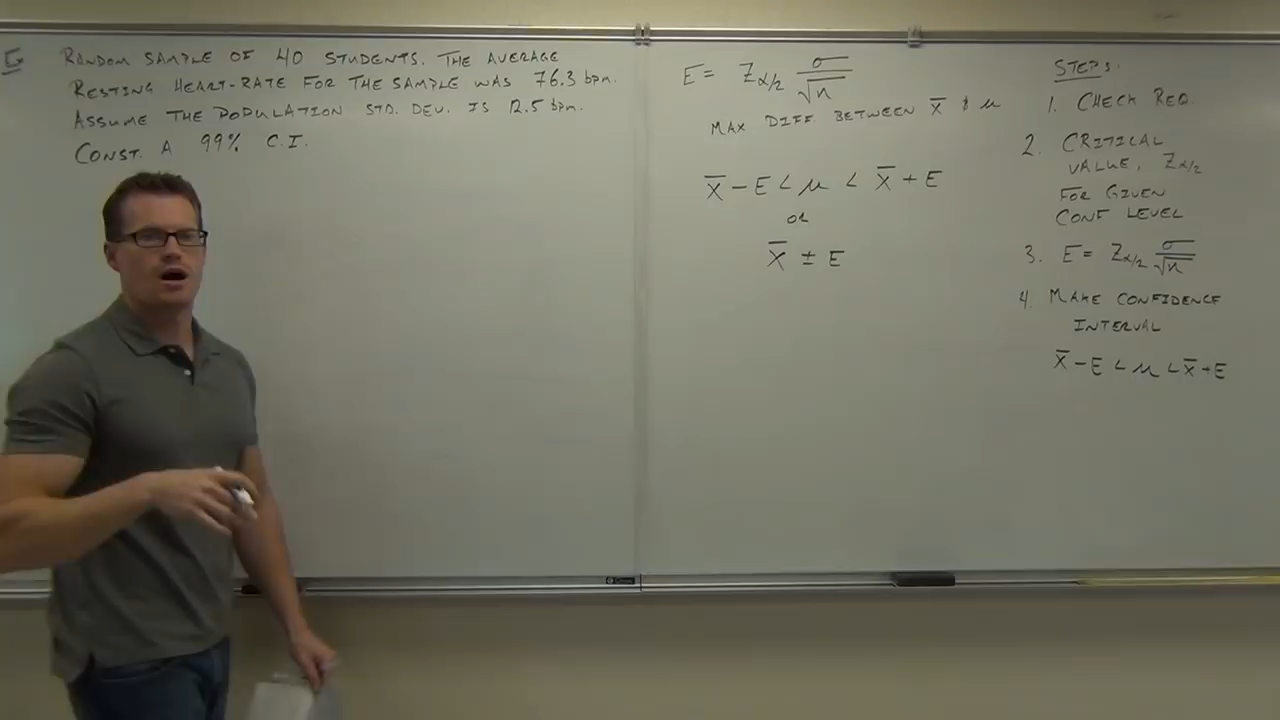 EG RANDOM SAMPLE OF 40 STUDENTS. THE AVERAGE
RESTING HEART-RATE FOR THE SAMPLE WAS 76.3 bpm.
ASSUME THE POPULATION STD. DEV. IS 12.5 bpm.
CONST. A 99% C.I.
E = Zα/2 σ/√n
MAX DIFF BETWEEN x̄ & μ
x̄ - E < μ < x̄ + E
OR
x̄ ± E
STEPS:
1. CHECK REQ.
2. CRITICAL
VALUE, Zα/2
FOR GIVEN
CONF LEVEL
3. E = Zα/2 σ/√n
4. MAKE CONFIDENCE
INTERVAL
x̄ - E < μ < x̄ + E